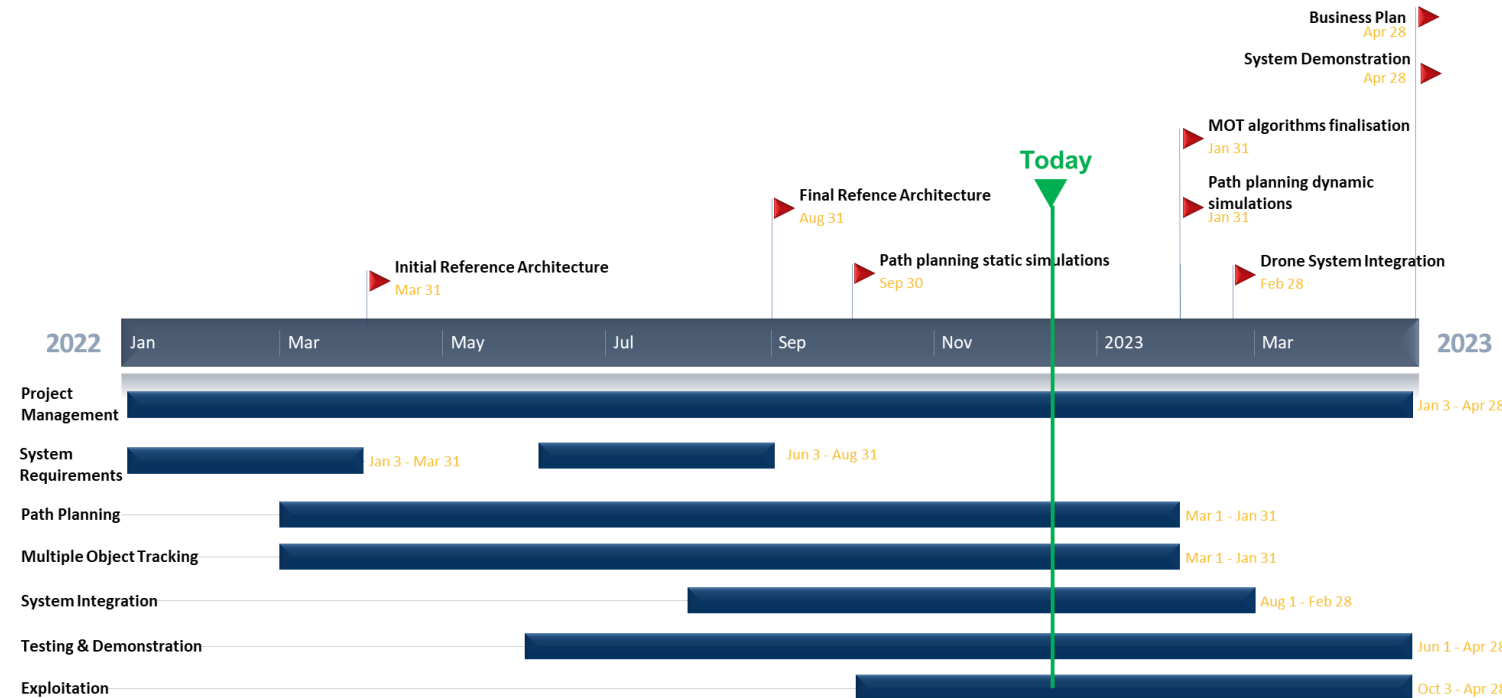 Business Plan
Apr 28
System Demonstration
Apr 28
MOT algorithms finalisation
Jan 31
Today
Path planning dynamic
simulations
Jan 31
Final Refence Architecture
Aug 31
Path planning static simulations
Sep 30
Drone System Integration
Feb 28
Initial Reference Architecture
Mar 31
2022 Jan Mar May Jul Sep Nov 2023 Mar 2023
Project
Management
Jan 3 - Apr 28
System
Requirements
Jan 3 - Mar 31
Jun 3 - Aug 31
Path Planning
Mar 1 - Jan 31
Multiple Object Tracking
Mar 1 - Jan 31
System Integration
Aug 1 - Feb 28
Testing & Demonstration
Jun 1 - Apr 28
Exploitation
Oct 3 - Apr 28